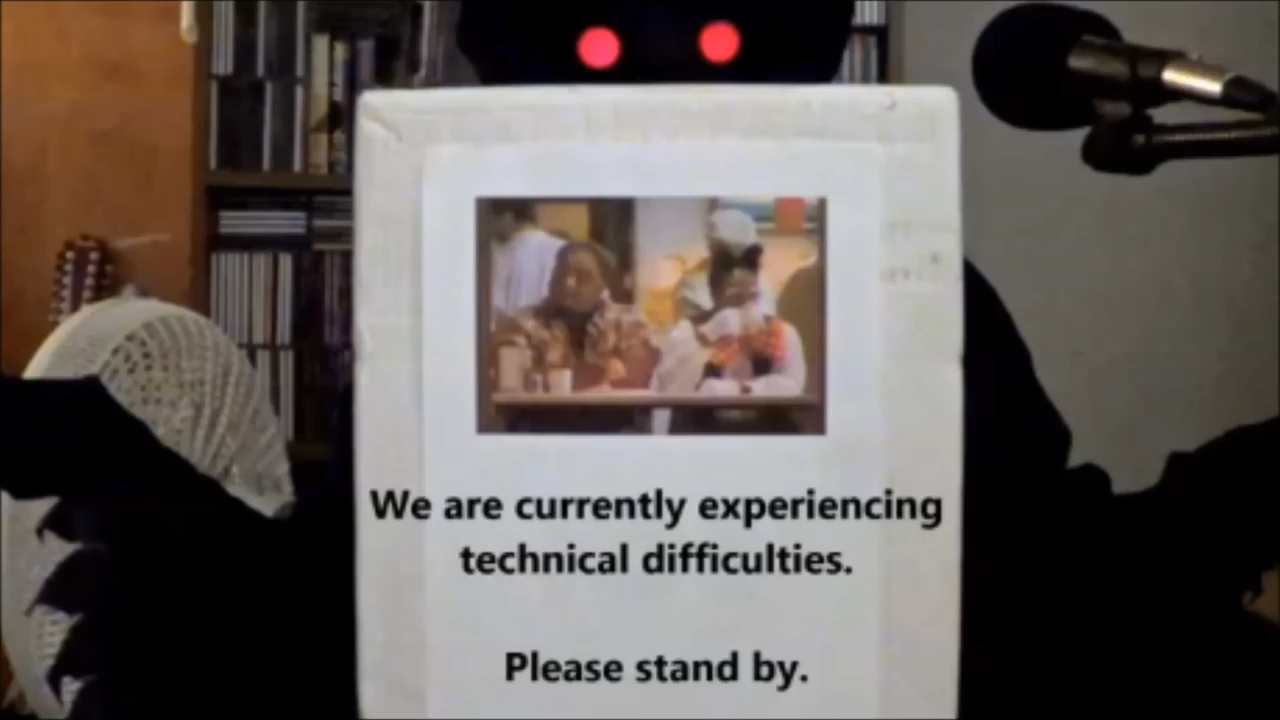 We are currently experiencing
technical difficulties.
Please stand by.